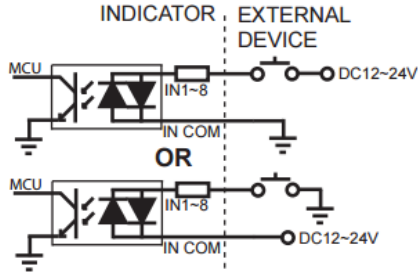 INDICATOR EXTERNAL
DEVICE
MCU
IN1~8
DC12~24V
IN COM
OR
MCU
IN1~8
IN COM
DC12~24V